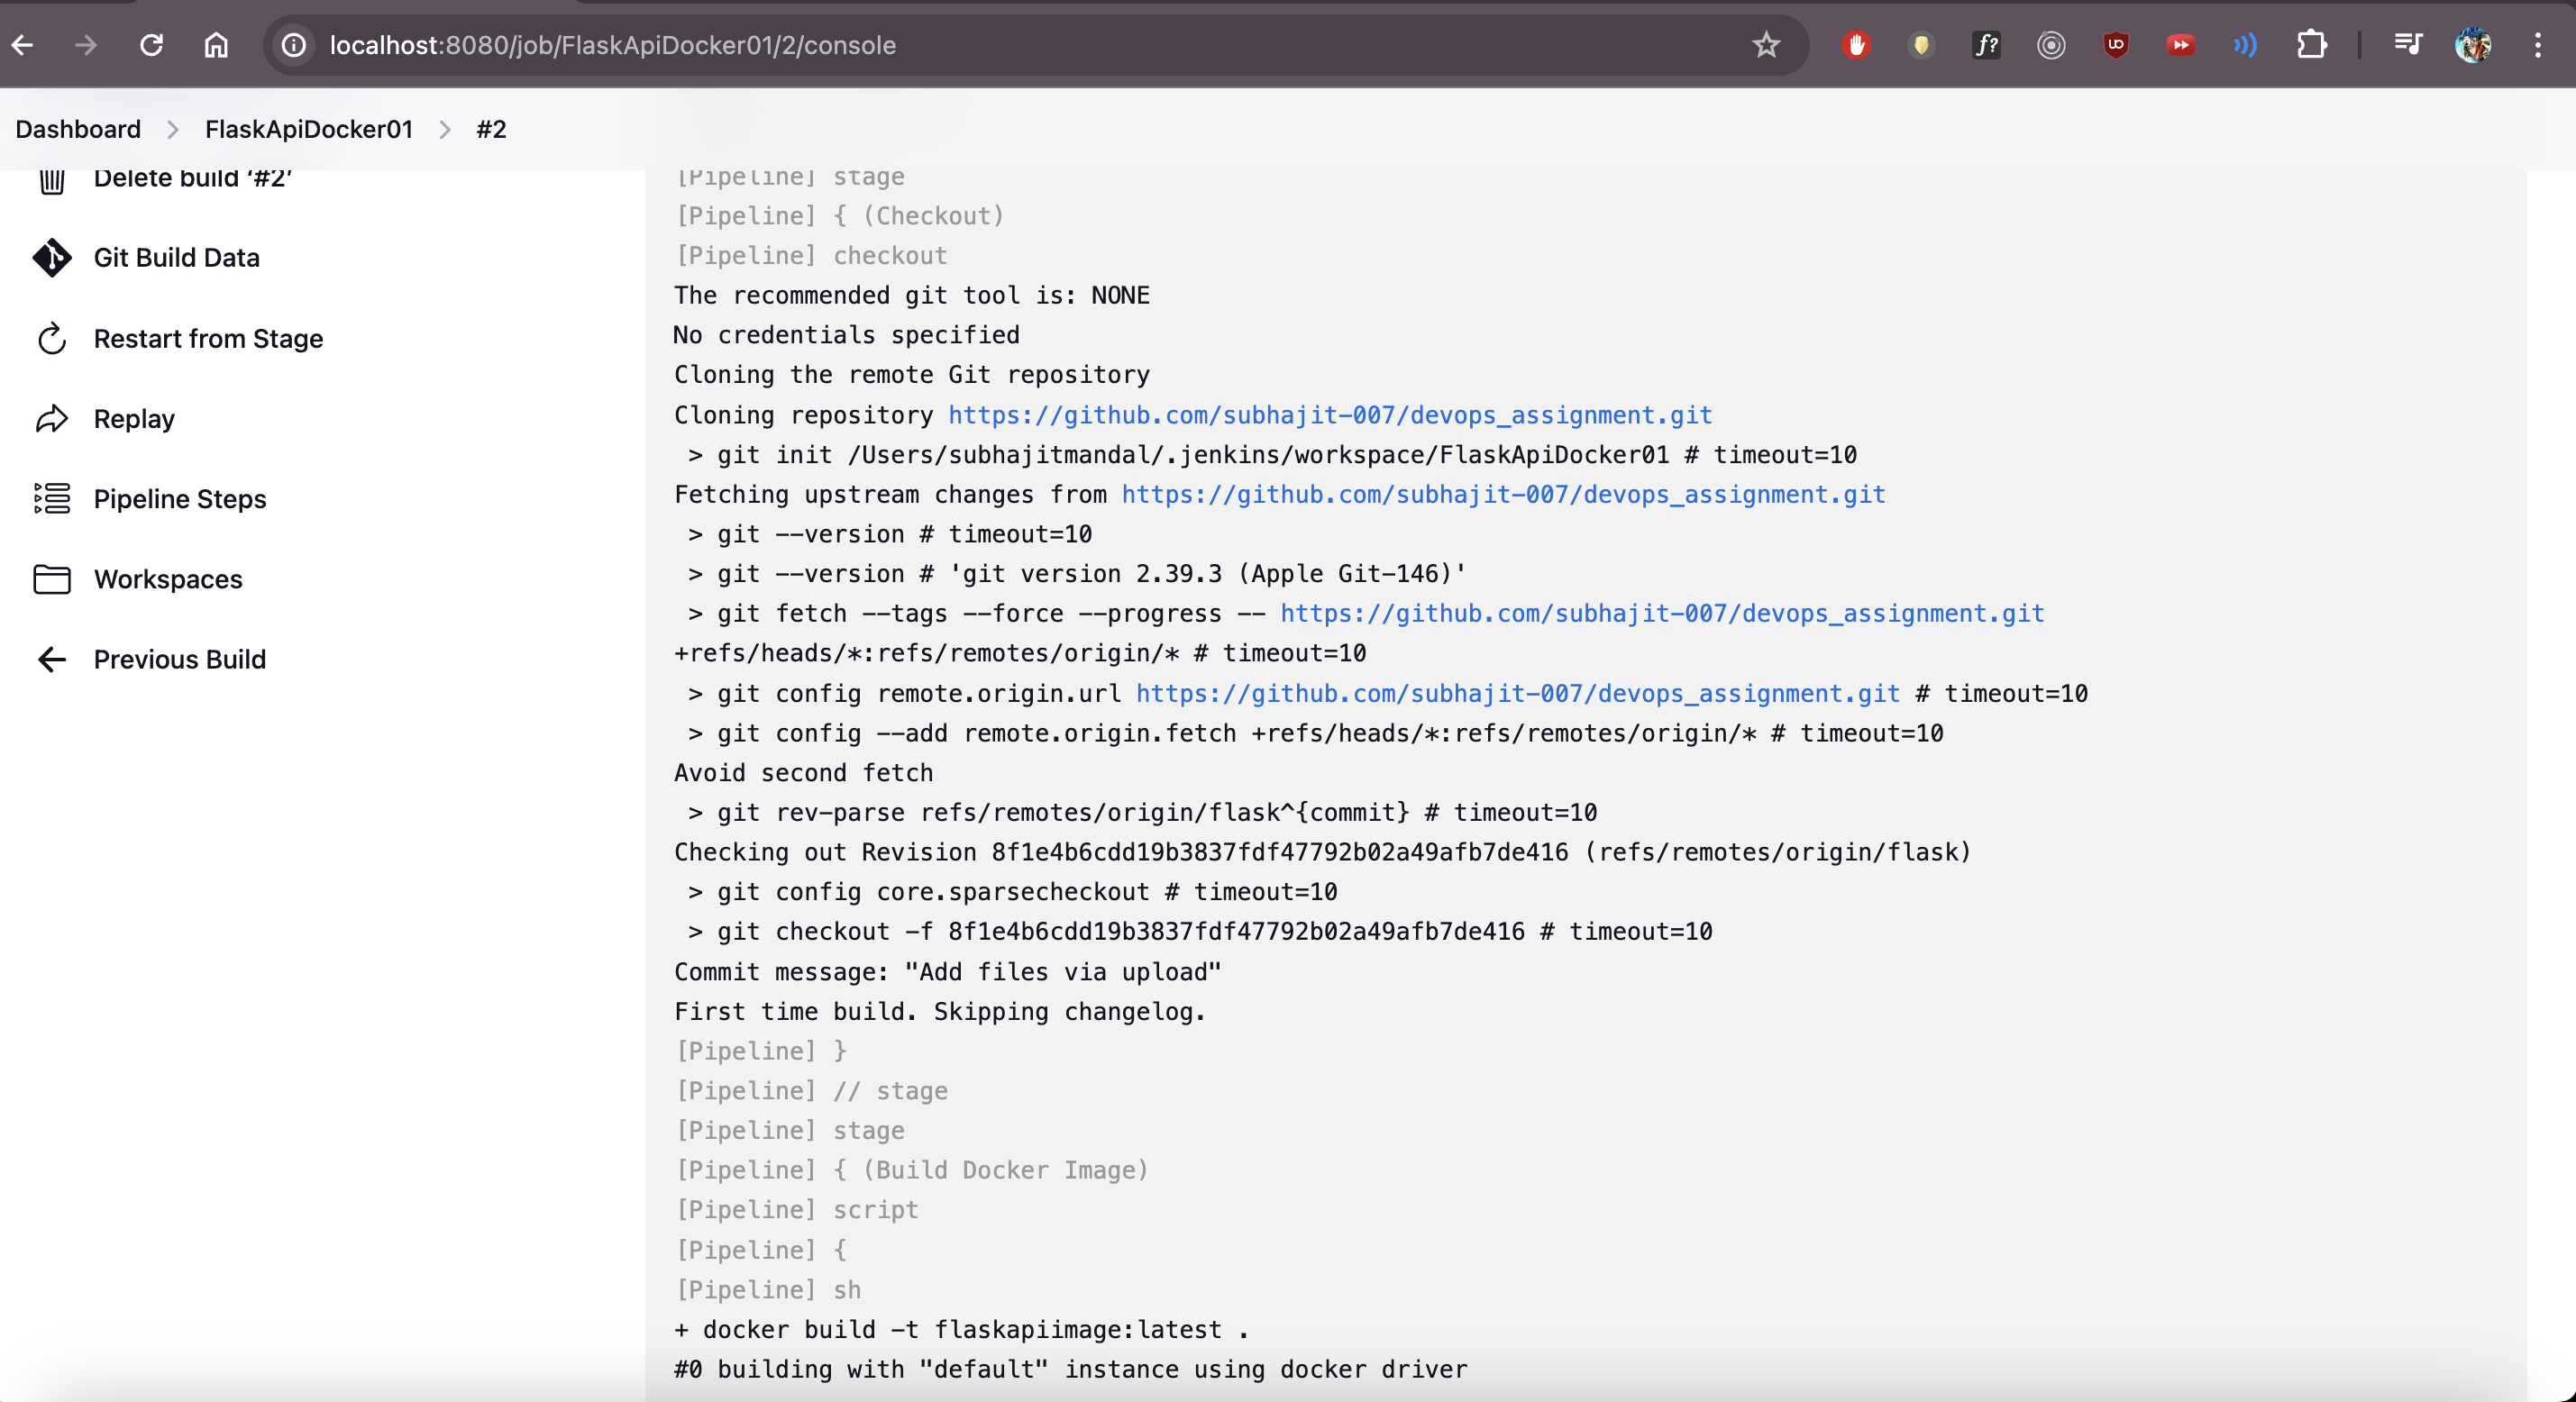 localhost:8080/job/FlaskApiDocker01/2/console
Dashboard > FlaskApiDocker01 > #2
Delete build ‘#2’
Git Build Data
Restart from Stage
Replay
Pipeline Steps
Workspaces
Previous Build
[Pipeline] stage
[Pipeline] { (Checkout)
[Pipeline] checkout
The recommended git tool is: NONE
No credentials specified
Cloning the remote Git repository
Cloning repository https://github.com/subhajit-007/devops_assignment.git
 > git init /Users/subhajitmandal/.jenkins/workspace/FlaskApiDocker01 # timeout=10
Fetching upstream changes from https://github.com/subhajit-007/devops_assignment.git
 > git --version # timeout=10
 > git --version # 'git version 2.39.3 (Apple Git-146)'
 > git fetch --tags --force --progress -- https://github.com/subhajit-007/devops_assignment.git
+refs/heads/*:refs/remotes/origin/* # timeout=10
 > git config remote.origin.url https://github.com/subhajit-007/devops_assignment.git # timeout=10
 > git config --add remote.origin.fetch +refs/heads/*:refs/remotes/origin/* # timeout=10
Avoid second fetch
 > git rev-parse refs/remotes/origin/flask^{commit} # timeout=10
Checking out Revision 8f1e4b6cdd19b3837fdf47792b02a49afb7de416 (refs/remotes/origin/flask)
 > git config core.sparsecheckout # timeout=10
 > git checkout -f 8f1e4b6cdd19b3837fdf47792b02a49afb7de416 # timeout=10
Commit message: "Add files via upload"
First time build. Skipping changelog.
[Pipeline] }
[Pipeline] // stage
[Pipeline] stage
[Pipeline] { (Build Docker Image)
[Pipeline] script
[Pipeline] {
[Pipeline] sh
+ docker build -t flaskapiimage:latest .
#0 building with "default" instance using docker driver